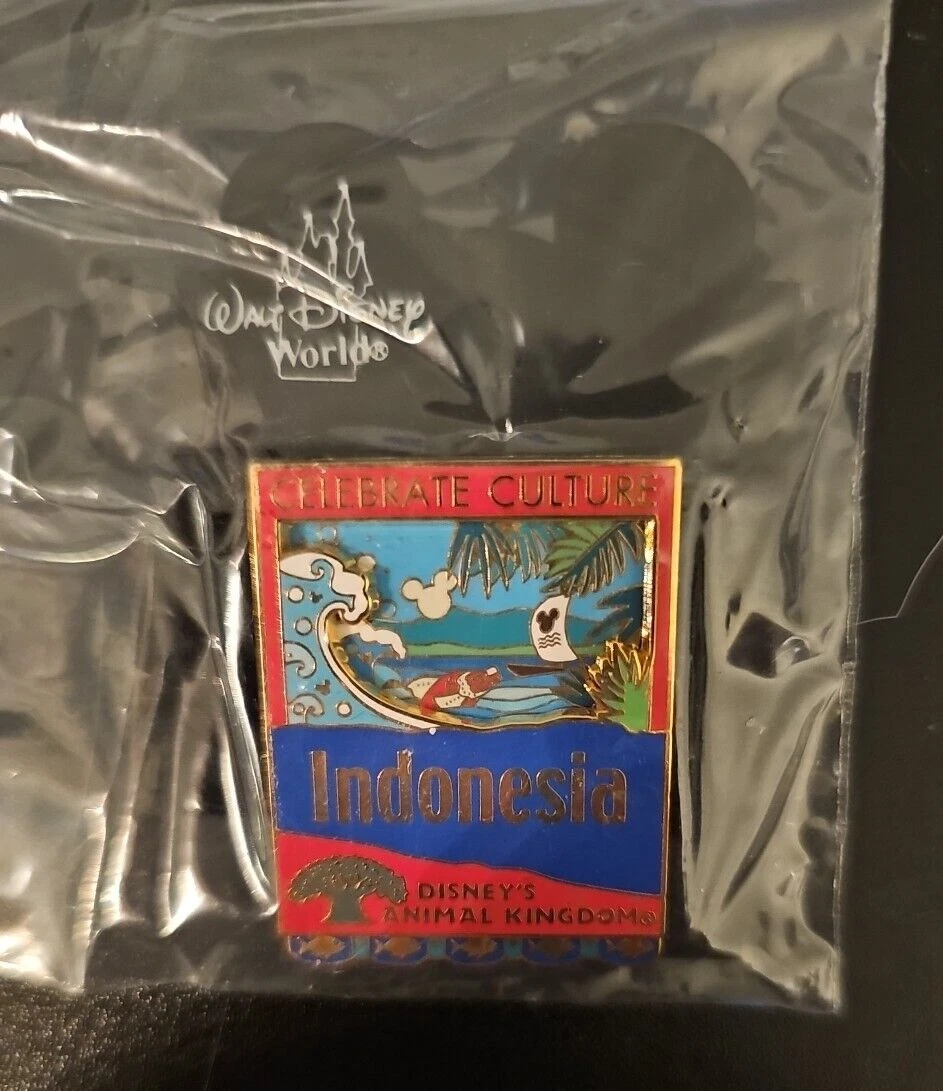 WALT DISNEY
World®
CELEBRATE CULTURE
Indonesia
DISNEY'S
ANIMAL KINGDOM®